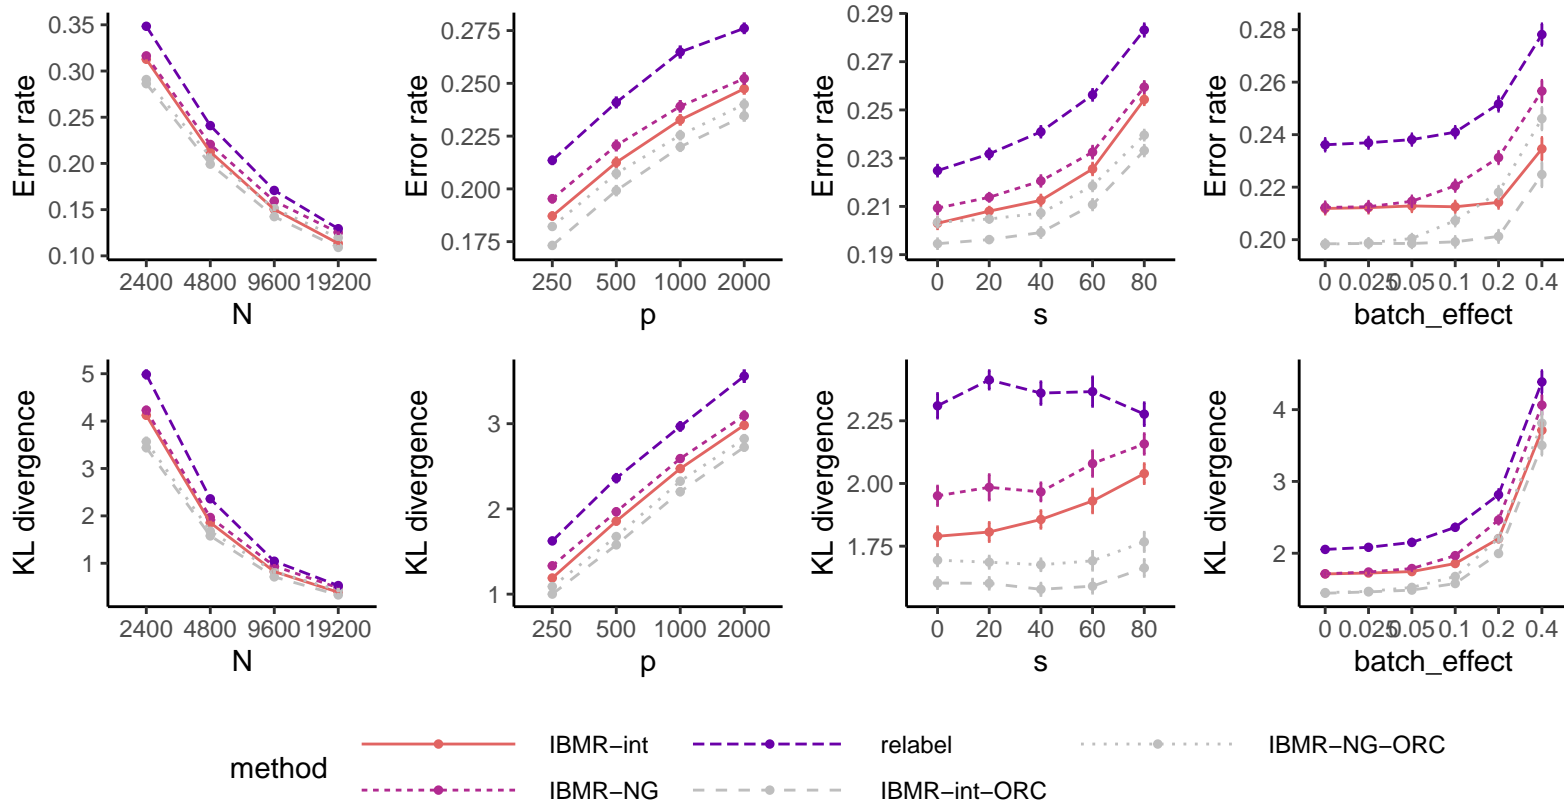 0.35
0.30
0.25
0.20
0.15
0.10
Error rate
2400 4800 9600 19200
N
0.275
0.250
0.225
0.200
0.175
Error rate
250 500 1000 2000
p
0.29
0.27
0.25
0.23
0.21
0.19
Error rate
0 20 40 60 80
s
0.28
0.26
0.24
0.22
0.20
Error rate
0 0.025 0.05 0.1 0.2 0.4
batch_effect
5
4
3
2
1
KL divergence
2400 4800 9600 19200
N
3
2
1
KL divergence
250 500 1000 2000
p
2.25
2.00
1.75
KL divergence
0 20 40 60 80
s
4
3
2
KL divergence
0 0.025 0.05 0.1 0.2 0.4
batch_effect
method
IBMR−int relabel IBMR−NG−ORC
IBMR−NG IBMR−int−ORC